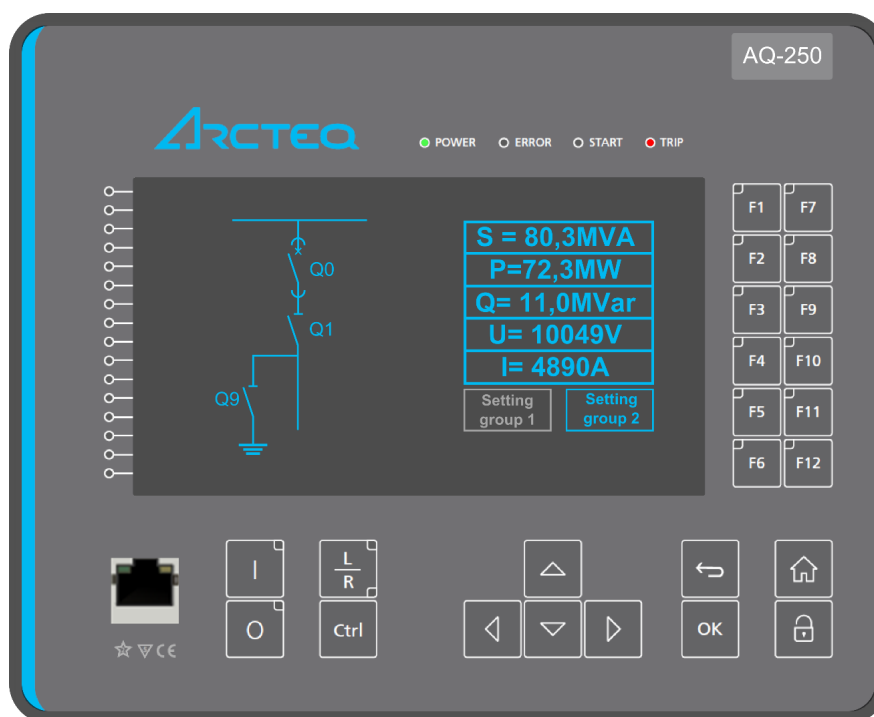 AQ-250
ARCTEQ
POWER ERROR START TRIP
F1 F7
S = 80,3MVA
Q0
F2 F8
P=72,3MW
Q= 11,0MVar
F3 F9
Q1
U= 10049V
F4 F10
I= 4890A
Q9
Setting Setting
group 1 group 2
F5 F11
F6 F12
I
L
R
O
Ctrl
OK
CE